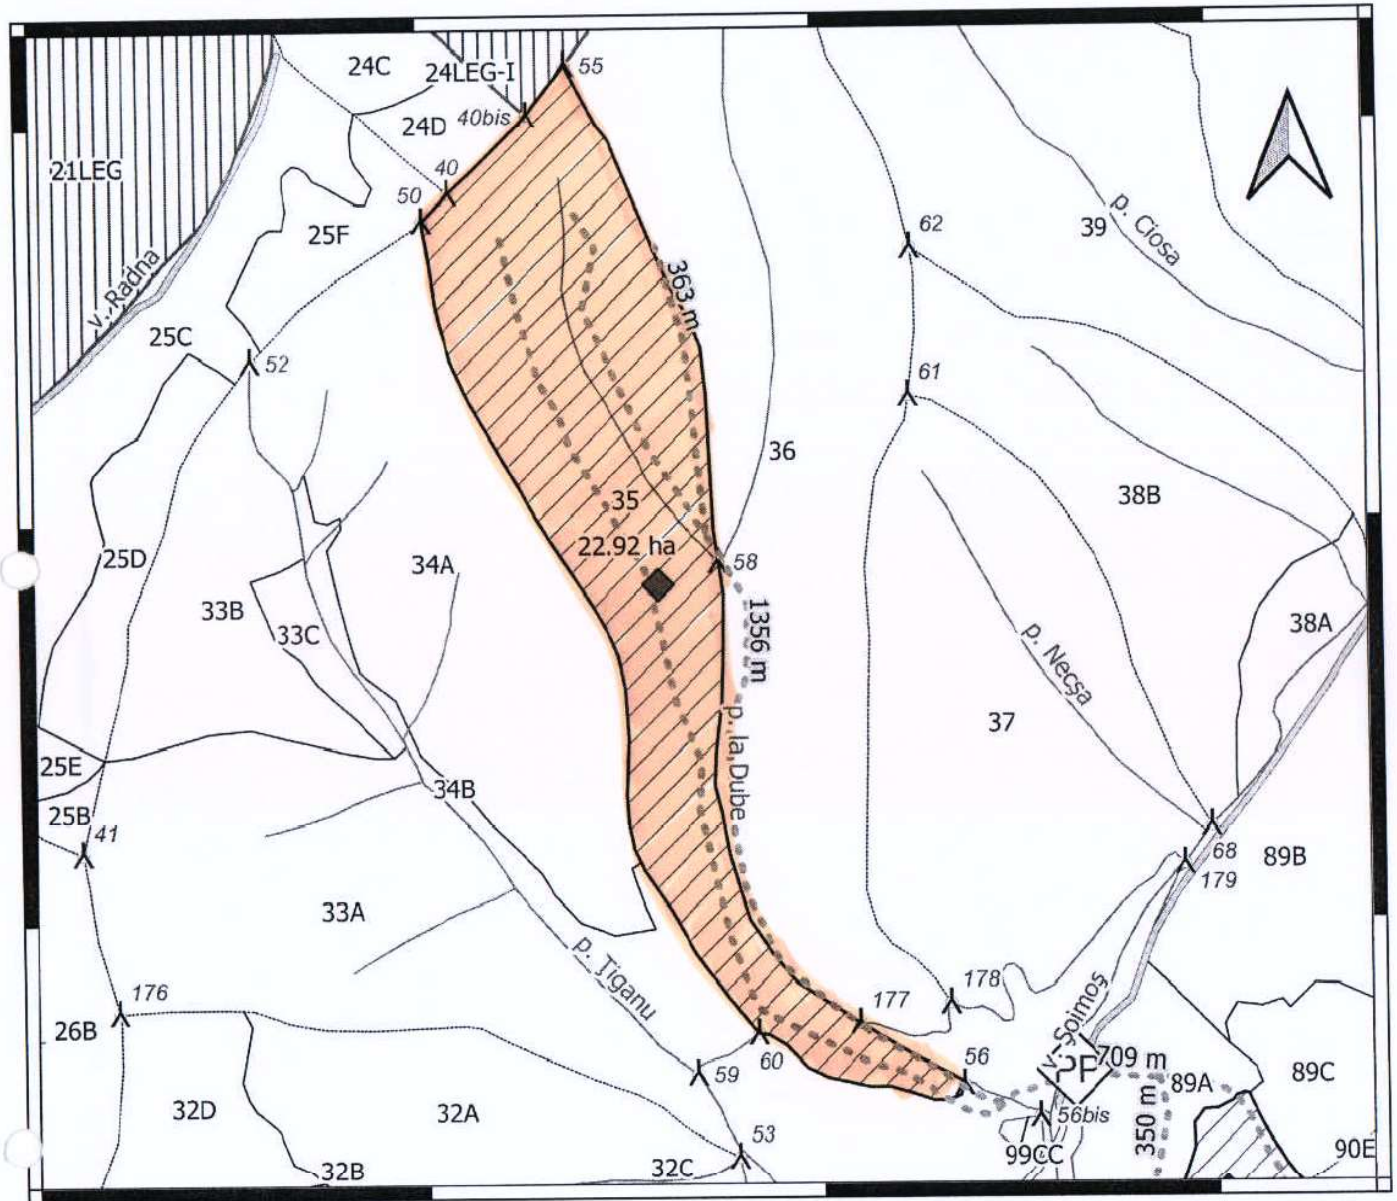 24C
24LEG-I
55
24D
40bis
21LEG
40
50
25F
62
39
p. Ciosa
v. Radna
363 m
25C
52
61
36
38B
35
22.92 ha
58
25D
34A
33B
33C
1356 m
38A
p. Necșa
37
p. la Dube
25E
34B
25B
41
68
89B
179
33A
p. Țiganu
176
178
177
26B
v. Șoimoș
60
56
59
PF
709 m
89A
89C
32D
32A
56bis
350 m
53
99CC
90E
32B
32C